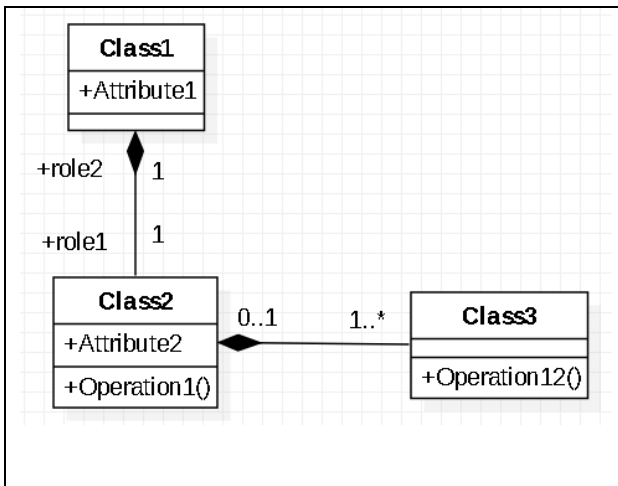 Class1
+Attribute1
+role2
1
+role1
1
Class2
+Attribute2
+Operation1()
0..1
1..*
Class3
+Operation12()